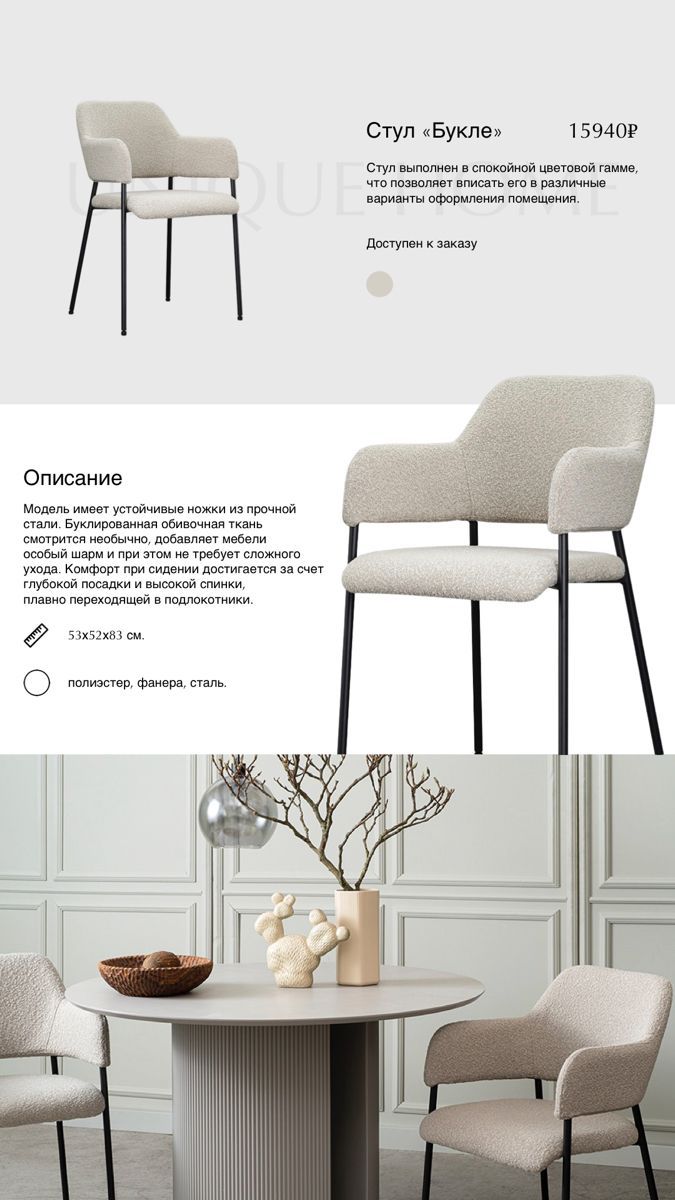 Стул «Букле»
15940₽
UNIQUE HOME
Стул выполнен в спокойной цветовой гамме,
что позволяет вписать его в различные
варианты оформления помещения.
Доступен к заказу
Описание
Модель имеет устойчивые ножки из прочной
стали. Буклированная обивочная ткань
смотрится необычно, добавляет мебели
особый шарм и при этом не требует сложного
ухода. Комфорт при сидении достигается за счет
глубокой посадки и высокой спинки,
плавно переходящей в подлокотники.
53x52x83 см.
полиэстер, фанера, сталь.